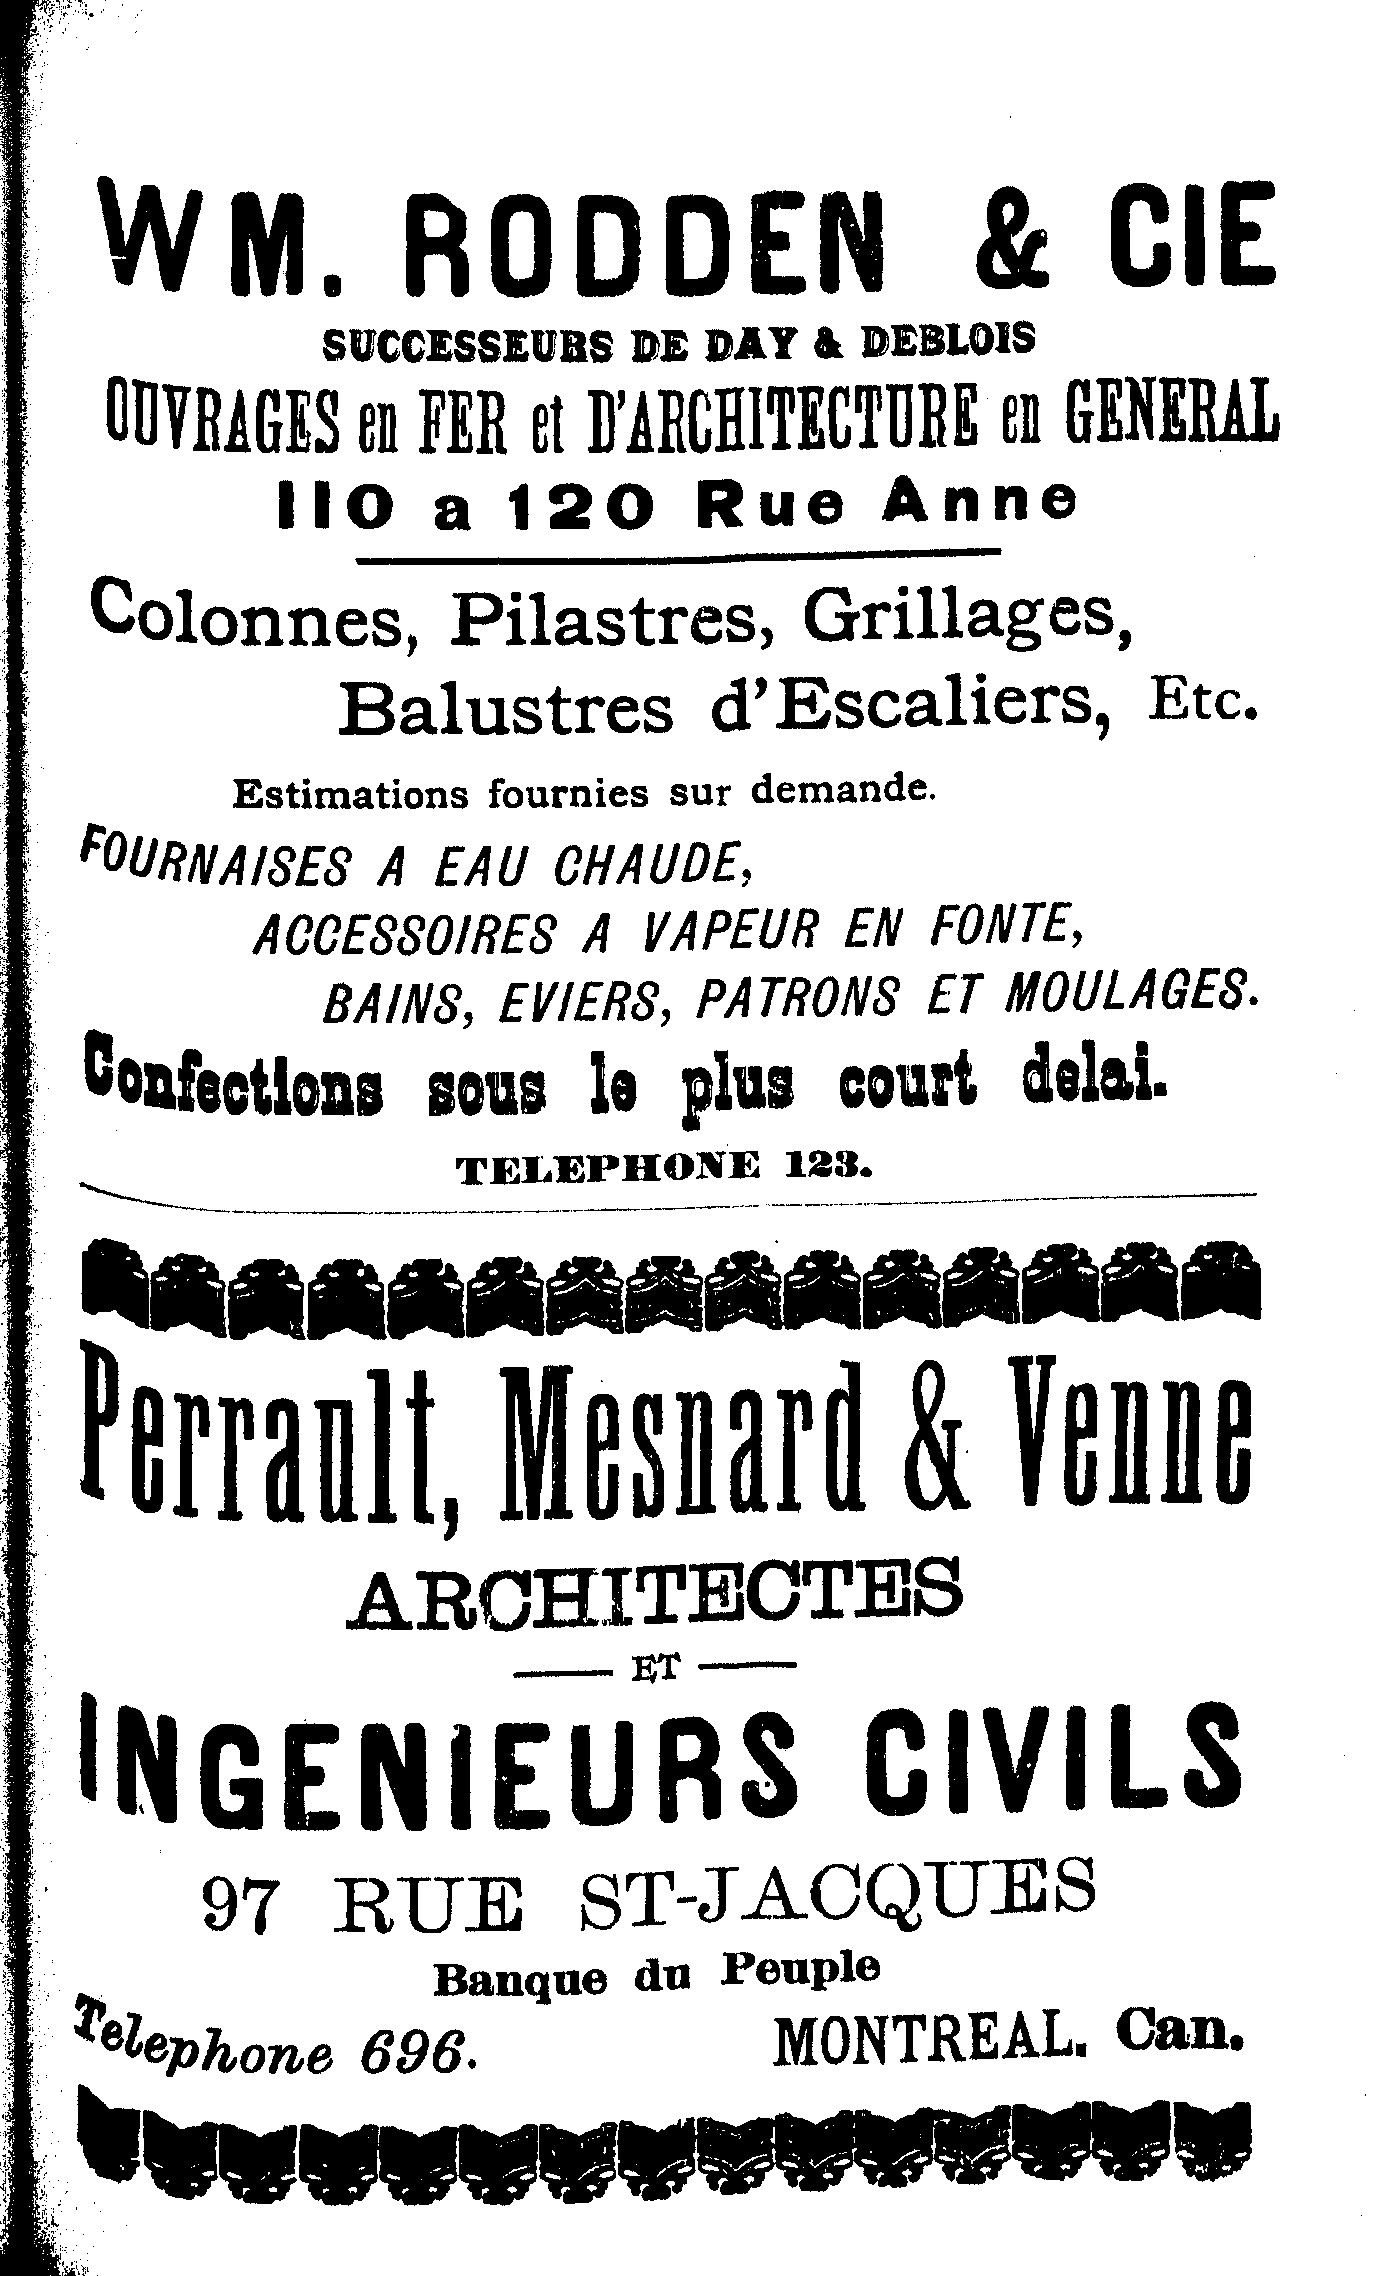 WM. RODDEN & CIE
SUCCESSEURS DE DAY & DEBLOIS
OUVRAGES en FER et D'ARCHITECTURE en GENERAL
110 a 120 Rue Anne
Colonnes, Pilastres, Grillages,
Balustres d'Escaliers, Etc.
Estimations fournies sur demande.
FOURNAISES A EAU CHAUDE,
ACCESSOIRES A VAPEUR EN FONTE,
BAINS, EVIERS, PATRONS ET MOULAGES.
Confections sous le plus court delai.
TELEPHONE 123.
Perrault, Mesnard & Venne
ARCHITECTES
ET
INGENIEURS CIVILS
97 RUE ST-JACQUES
Banque du Peuple
Telephone 696. MONTREAL. Can.